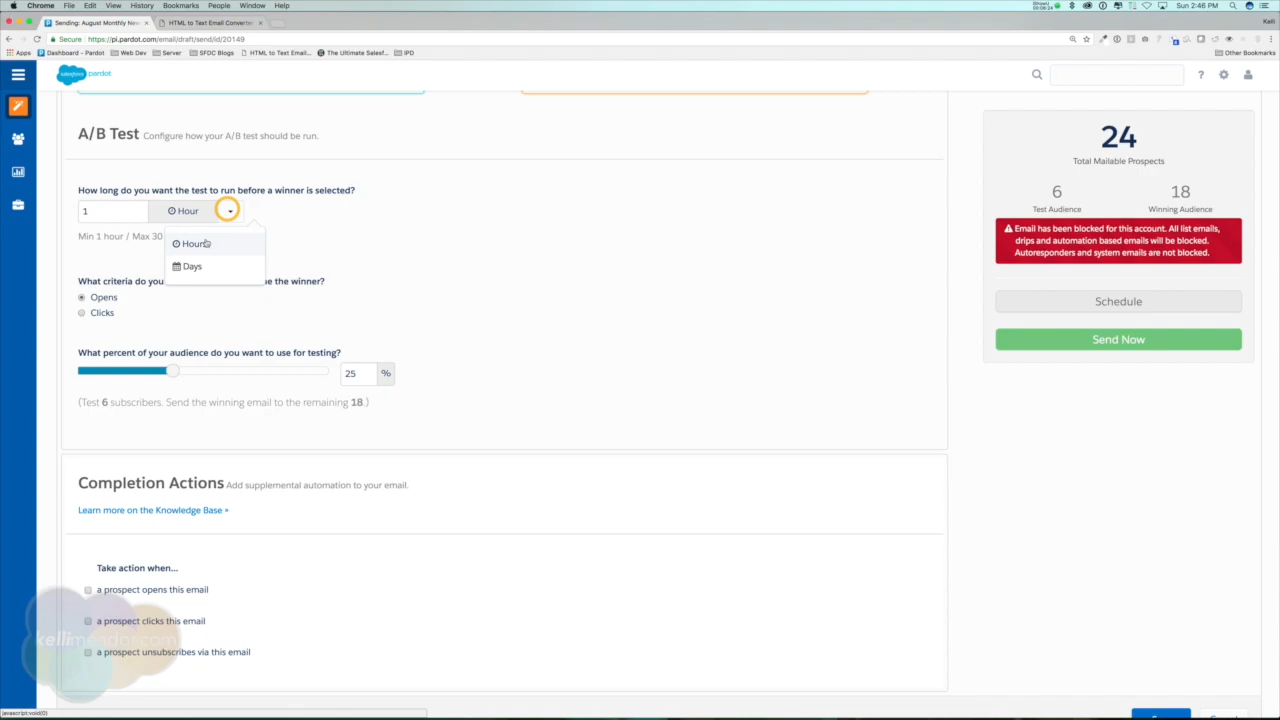 Chrome File Edit View History Bookmarks People Window Help
Sun 2:46 PM
Sending: August Monthly New
HTML to Text Email Converte
Kelli
Secure https://pi.pardot.com/email/draft/send/id/20149
Apps Dashboard - Pardot Web Dev Server SFDC Blogs HTML to Text Email... The Ultimate Salesf... IPD Other Bookmarks
salesforce pardot
?
A/B Test Configure how your A/B test should be run.
How long do you want the test to run before a winner is selected?
1 Hour
Min 1 hour / Max 30
Hours
Days
What criteria do yo
e the winner?
Opens
Clicks
What percent of your audience do you want to use for testing?
25 %
(Test 6 subscribers. Send the winning email to the remaining 18.)
Completion Actions Add supplemental automation to your email.
Learn more on the Knowledge Base »
Take action when...
a prospect opens this email
a prospect clicks this email
a prospect unsubscribes via this email
24
Total Mailable Prospects
6 18
Test Audience Winning Audience
Email has been blocked for this account. All list emails,
drips and automation based emails will be blocked.
Autoresponders and system emails are not blocked.
Schedule
Send Now
kellimeador.com
javascript:void(0)